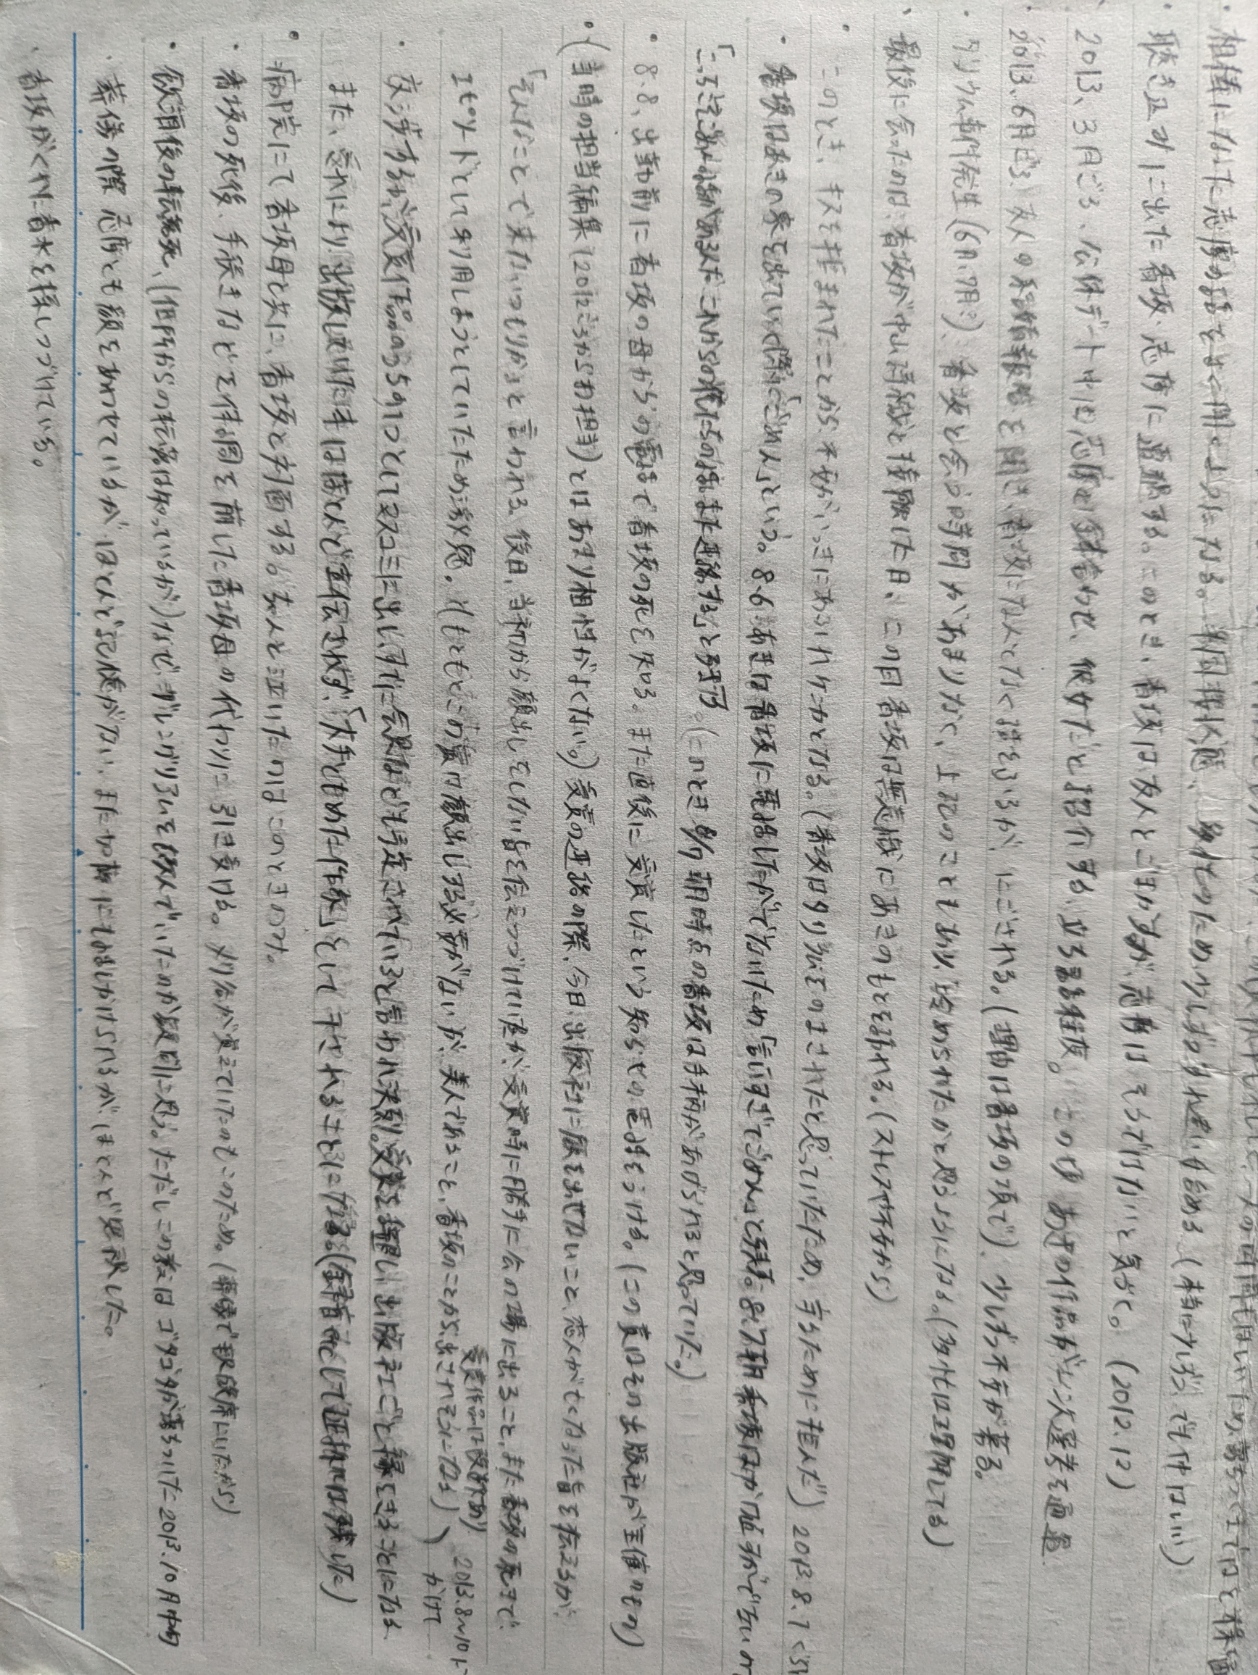 ・相棒になった志摩の話をよく聞くようになる。半同棲状態、多忙のため、少しずつすれ違い始める(本当に少しずつ、でも仲はいい)
・聴き込みに出た香坂・志摩に遭遇する。このとき、香坂は友人とごまかすが、志摩はそうではないと気づく。(2012.12)
2013、3月ごろ、公休デート中に志摩と鉢合わせ、彼女だと紹介する、立ち話程度。この頃 あきの作品が一次選考を通過
・2013.6月ごろ 友人の結婚報告を聞き、香坂になんとなく話をふるが、にごされる。(理由は香坂の項で) 少しずつ不安が募る。
・タリウム事件発生(6月、7月?)、香坂と会う時間があまりなく、上記のこともあり、冷められたかと思うようになる。(多忙は理解してる)
・最後に会ったのは、香坂が中山 と接触した日、この日香坂は無意識にあきのもとを訪れる。(ストレスや不安から)
・このとき、キスを拒まれたことから、不安がいっきにあふれケンカとなる。(香坂はタリウムをのまされたと思っていたため、守るために拒んだ) 2013.8.1ぐらい
・香坂はあきの家を出ていく際に「ごめん」という。8.6 あきは香坂に電話したがでないため「言いすぎてごめん」と残す。8.7朝香坂はかけ直すがでない
「こっちこそごめん 話があるんだ これからの俺たちの話 また連絡する」と残す。(このとき8/7 朝時点の香坂は手柄があげられると思っていた。)
・8.8、出勤前に香坂の母からの電話で香坂の死を知る。また直後に受賞したという知らせの電話をうける。(この賞はその出版社が主催のもの)
・(当時の担当編集(2012ごろからお担当)とはあまり相性がよくない。) 受賞の連絡の際、今日、出版社に顔を出せないこと、恋人が亡くなった旨を伝えるが、
「そんなことで来ないつもりか」と言われる。後日、当初から顔出しをしない旨を伝えつづけていたが、受賞時に勝手に会の場に出ること、また香坂の死まで、
エピソードとして利用しようとしていたため激怒。(もともとこの賞は顔出しする必要がないが、美人であること、香坂のことから、出されそうになる)
受賞作品は改訂あり
2013.8〜10に
かけて
・交渉するが、受賞作品のうちの1つとしてマスコミに出し、すでに会見なども予定されていると言われ決裂。受賞を辞退し、出版社ごと縁をきることになる
また、それにより、出版していた本はほとんど宣伝されず、「大手ともめた作家」として干されることになる。(録音 として証拠は残した)
・病院にて香坂母と共に、香坂と対面する。ちゃんと泣いたのはこのときのみ。
・香坂の死後、手続きなどを体調を崩した香坂母の代わりに引き受ける。刈谷が覚えていたのもこのため。(葬儀で親族席にいたから)
・飲酒後の転落死、(低所からの転落は知っているが)なぜ、ギレングリアムを飲んでいたのか疑問に思う。ただしこの教はゴタゴタが落ちついた2013.10月中旬
・葬儀の際 志摩とも顔をあわせているが ほとんど記憶がない、また にも話しかけられるが、ほとんど 無視した。
・香坂がくれた香水を探しつづけている。